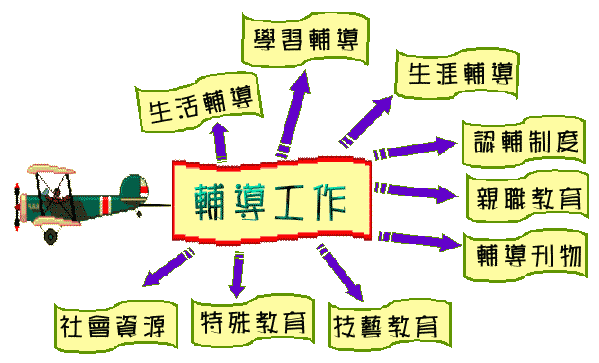 學習輔導
生涯輔導
生活輔導
認輔制度
輔導工作
親職教育
輔導刊物
社會資源
特殊教育
技藝教育